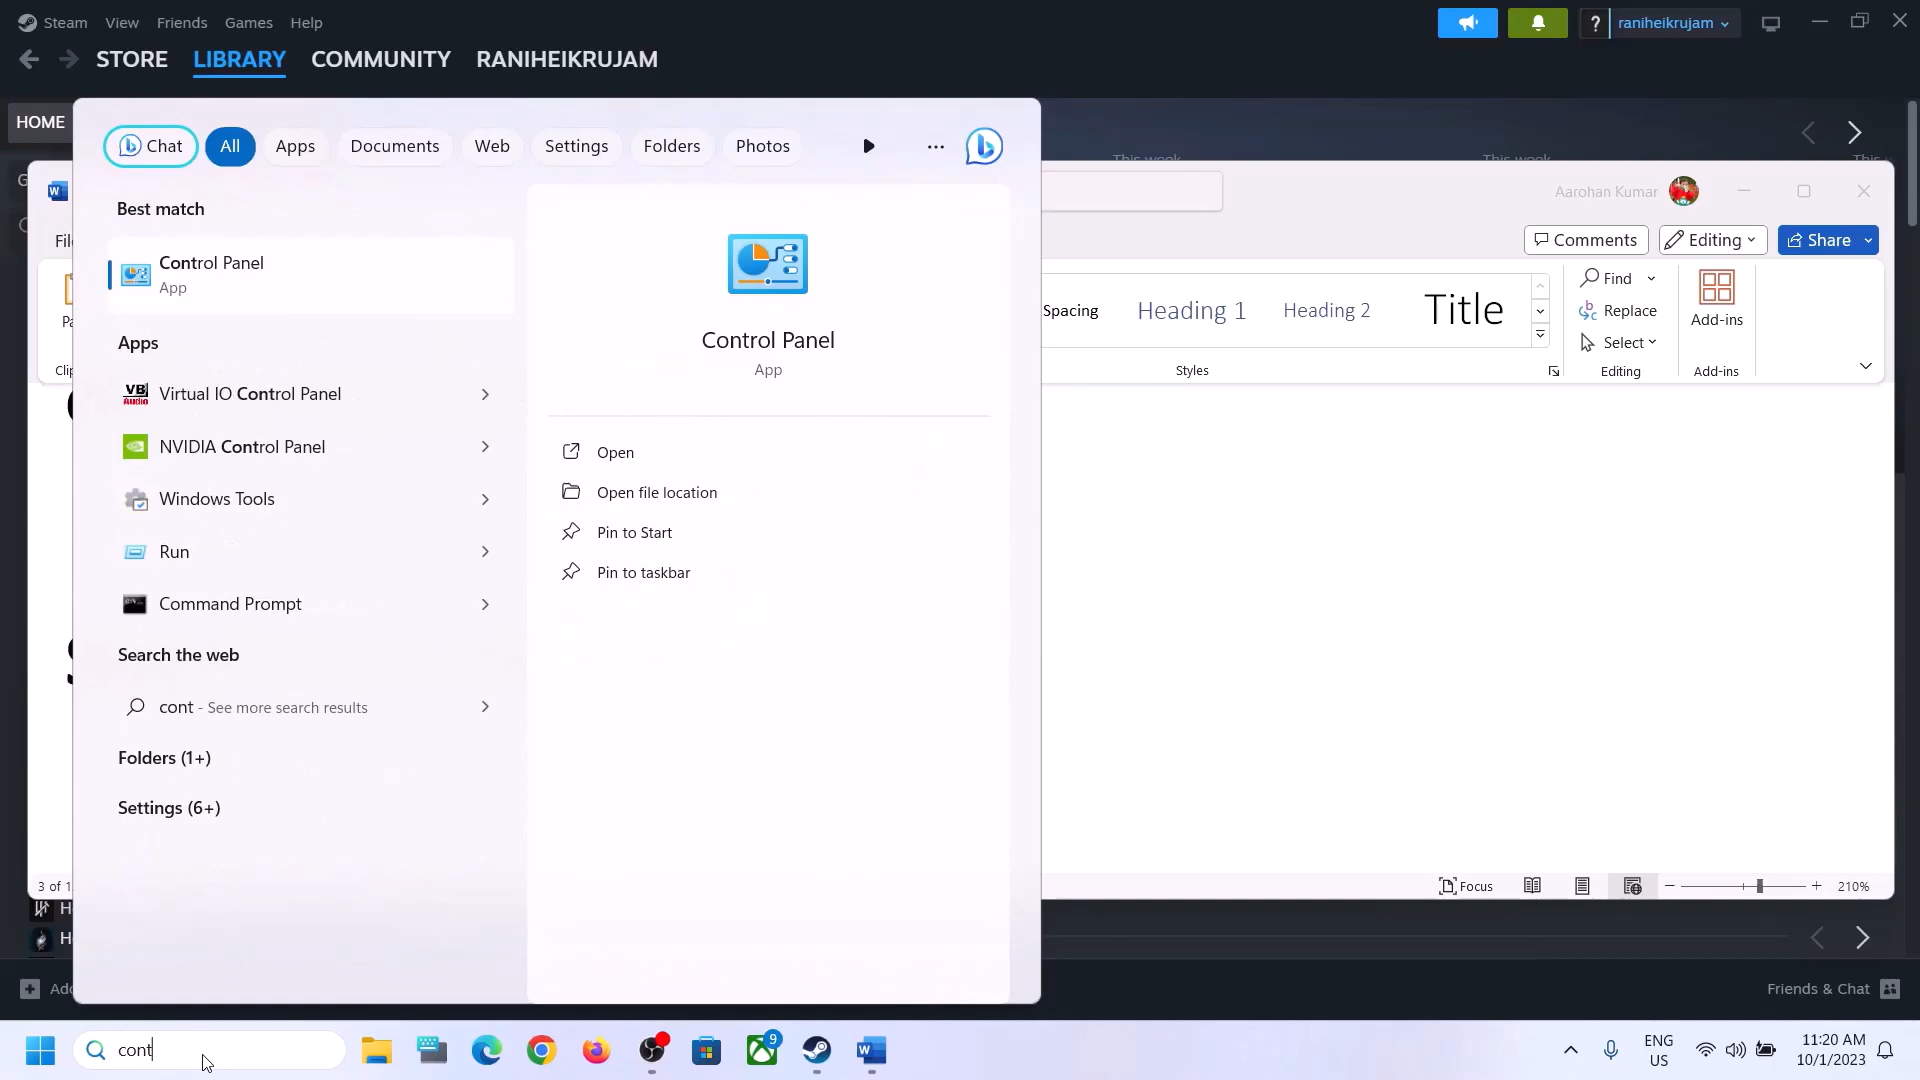 Steam View Friends Games Help
? raniheikrujam
STORE LIBRARY COMMUNITY RANIHEIKRUJAM
HOME
Chat All Apps Documents Web Settings Folders Photos
Best match
Control Panel
App
Apps
Virtual IO Control Panel
NVIDIA Control Panel
Windows Tools
Run
Command Prompt
Search the web
cont - See more search results
Folders (1+)
Settings (6+)
Control Panel
App
Open
Open file location
Pin to Start
Pin to taskbar
Aarohan Kumar
Comments Editing Share
Spacing Heading 1 Heading 2 Title
Find
Replace
Select
Add-ins
Styles Editing Add-ins
3 of 1
Focus 210%
Friends & Chat
cont
9
ENG
US
11:20 AM
10/1/2023